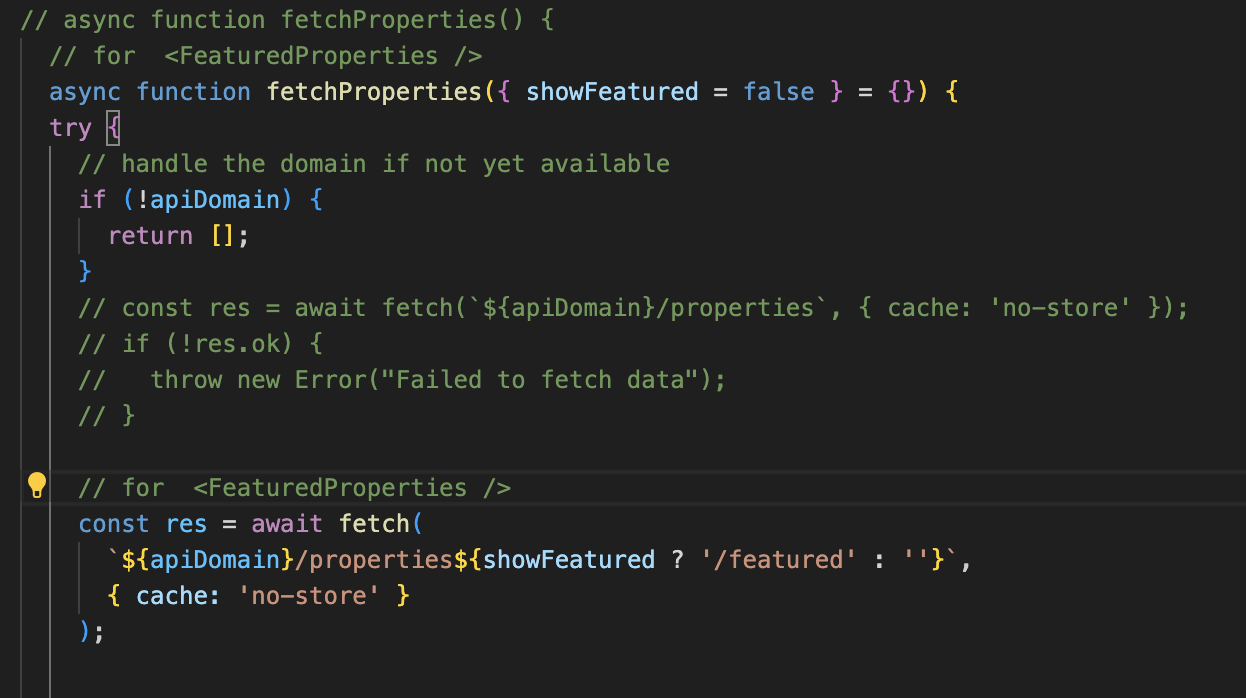 // async function fetchProperties() {
// for  <FeaturedProperties />
async function fetchProperties({ showFeatured = false } = {}) {
try {
// handle the domain if not yet available
if (!apiDomain) {
return [];
}
// const res = await fetch(`${apiDomain}/properties`, { cache: 'no-store' });
// if (!res.ok) {
//   throw new Error("Failed to fetch data");
// }
// for  <FeaturedProperties />
const res = await fetch(
`${apiDomain}/properties${showFeatured ? '/featured' : ''}`,
{ cache: 'no-store' }
);